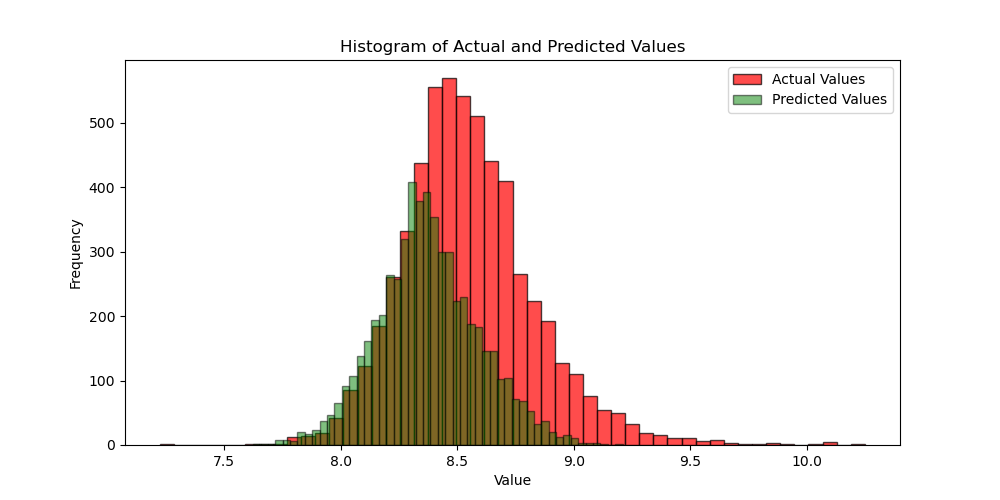 Histogram of Actual and Predicted Values
Actual Values
Predicted Values
Frequency
500
400
300
200
100
0
7.5
8.0
8.5
9.0
9.5
10.0
Value